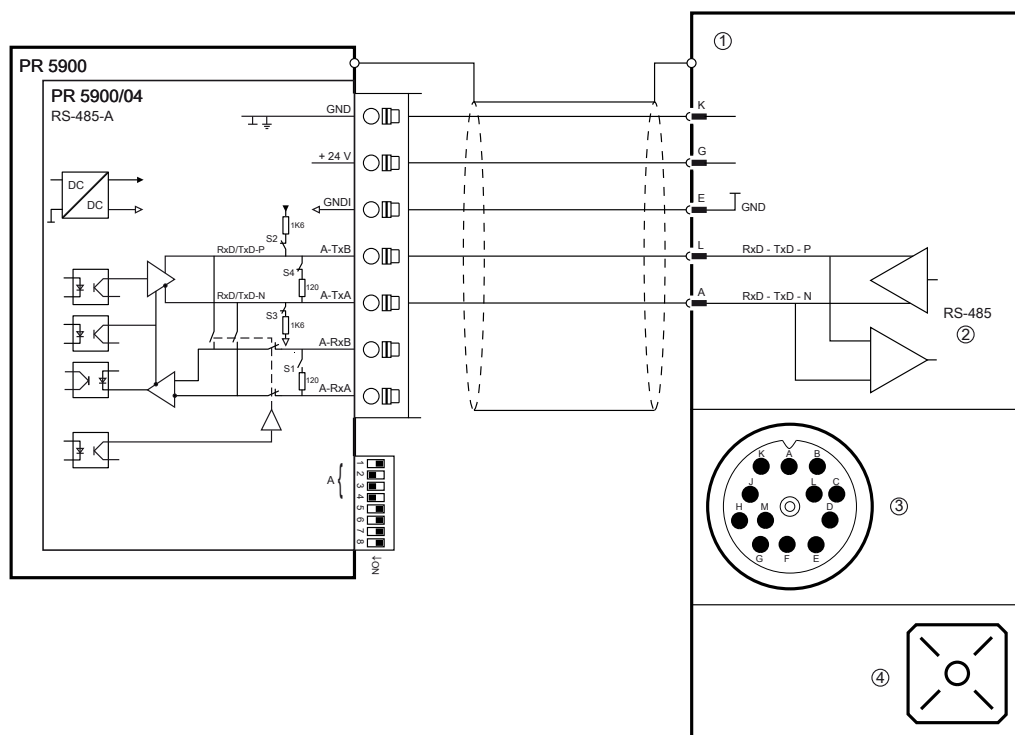 PR 5900
PR 5900/04
RS-485-A
DC
DC
GND
+ 24 V
GNDI
1K6
S2
RxD/TxD-P
A-TxB
S4
120
RxD/TxD-N
A-TxA
S3
1K6
A-RxB
S1
120
A-RxA
A
1
2
3
4
5
6
7
8
↑ON
①
K
G
E
GND
L
RxD - TxD - P
A
RxD - TxD - N
RS-485
②
K A B
J L C
H M D
G F E
③
④